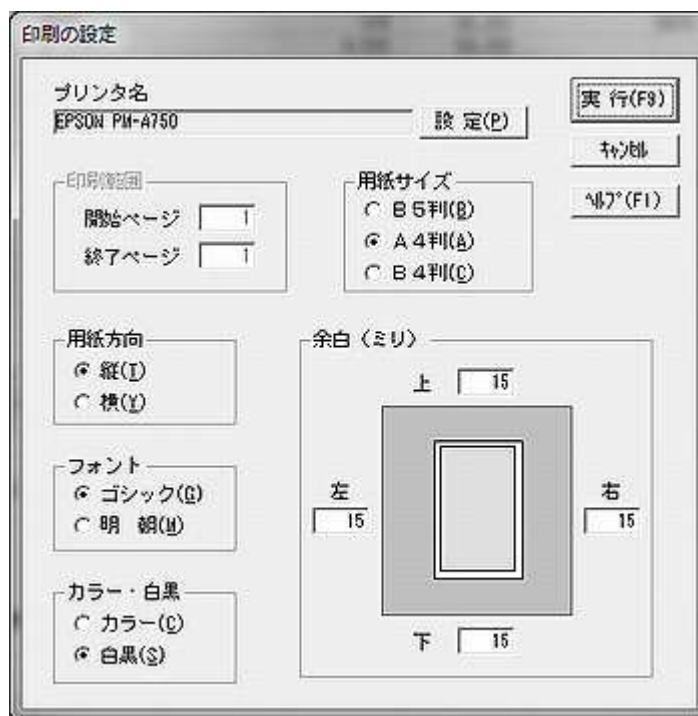 印刷の設定
プリンタ名
EPSON PM-A750
設 定(P)
実 行(F9)
キャンセル
ヘルプ(F1)
印刷範囲
開始ページ 1
終了ページ 1
用紙サイズ
B5判(B)
A4判(A)
B4判(C)
用紙方向
縦(T)
横(Y)
フォント
ゴシック(G)
明 朝(M)
カラー・白黒
カラー(C)
白黒(S)
余白(ミリ)
上 15
左
15
右
15
下 15